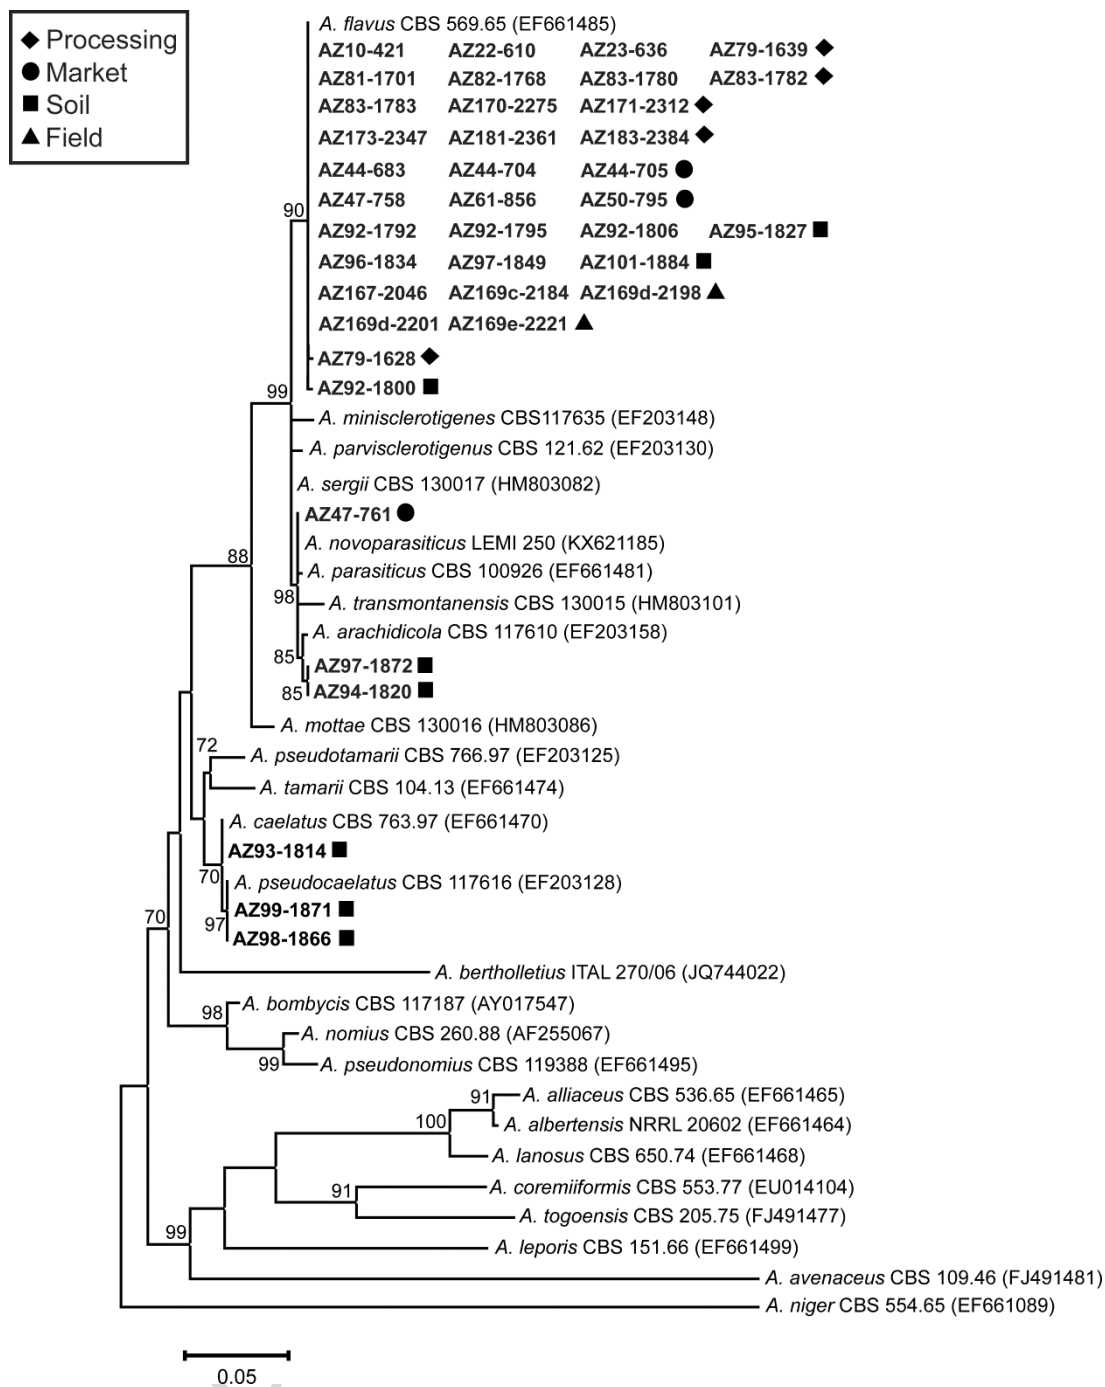 Processing
Market
Soil
Field
A. flavus CBS 569.65 (EF661485)
AZ10-421 AZ22-610 AZ23-636 AZ79-1639
AZ81-1701 AZ82-1768 AZ83-1780 AZ83-1782
AZ83-1783 AZ170-2275 AZ171-2312
AZ173-2347 AZ181-2361 AZ183-2384
AZ44-683 AZ44-704 AZ44-705
AZ47-758 AZ61-856 AZ50-795
90
AZ92-1792 AZ92-1795 AZ92-1806 AZ95-1827
AZ96-1834 AZ97-1849 AZ101-1884
AZ167-2046 AZ169c-2184 AZ169d-2198
AZ169d-2201 AZ169e-2221
AZ79-1628
AZ92-1800
99
A. minisclerotigenes CBS117635 (EF203148)
A. parvisclerotigenus CBS 121.62 (EF203130)
A. sergii CBS 130017 (HM803082)
AZ47-761
A. novoparasiticus LEMI 250 (KX621185)
88
A. parasiticus CBS 100926 (EF661481)
98
A. transmontanensis CBS 130015 (HM803101)
A. arachidicola CBS 117610 (EF203158)
85
AZ97-1872
85
AZ94-1820
A. mottae CBS 130016 (HM803086)
72
A. pseudotamarii CBS 766.97 (EF203125)
A. tamarii CBS 104.13 (EF661474)
A. caelatus CBS 763.97 (EF661470)
AZ93-1814
70
A. pseudocaelatus CBS 117616 (EF203128)
AZ99-1871
70
97
AZ98-1866
A. bertholletius ITAL 270/06 (JQ744022)
A. bombycis CBS 117187 (AY017547)
98
A. nomius CBS 260.88 (AF255067)
99
A. pseudonomius CBS 119388 (EF661495)
91
A. alliaceus CBS 536.65 (EF661465)
100
A. albertensis NRRL 20602 (EF661464)
A. lanosus CBS 650.74 (EF661468)
91
A. coremiiformis CBS 553.77 (EU014104)
A. togoensis CBS 205.75 (FJ491477)
99
A. leporis CBS 151.66 (EF661499)
A. avenaceus CBS 109.46 (FJ491481)
A. niger CBS 554.65 (EF661089)
0.05